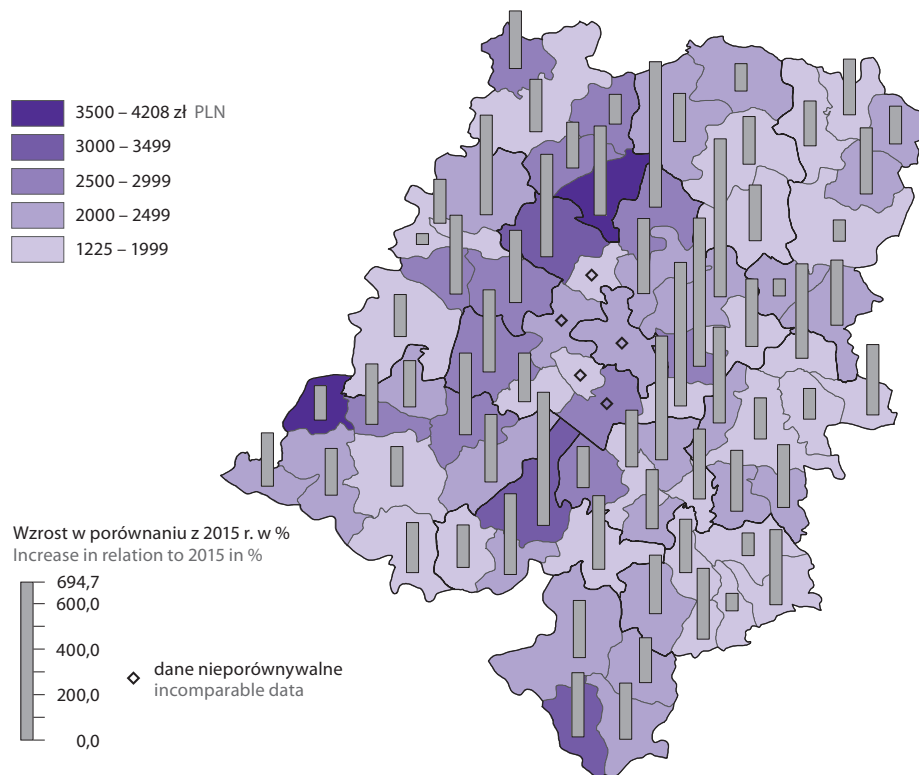 3500 – 4208 zł PLN
3000 – 3499
2500 – 2999
2000 – 2499
1225 – 1999
Wzrost w porównaniu z 2015 r. w %
Increase in relation to 2015 in %
694,7
600,0
400,0
200,0
0,0
dane nieporównywalne
incomparable data